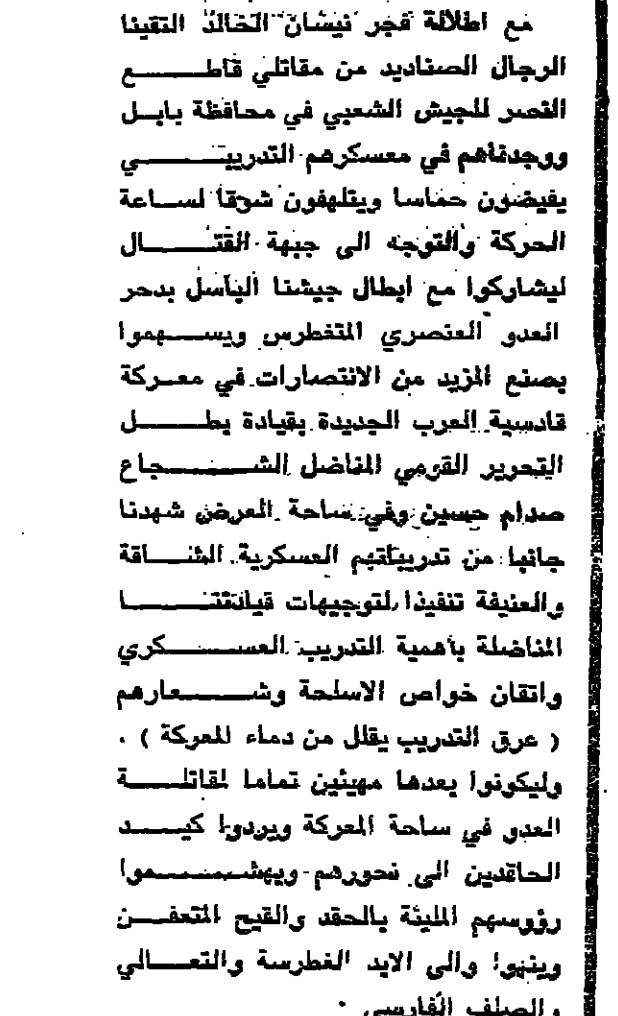 مع اطلالة فجر نيسان الخالد التقينا
الرجال الصناديد من مقاتلي قاطع
النصر للجيش الشعبي في محافظة بابل
ووجدناهم في معسكرهم التدريبي
يفيضون حماسا ويتلهفون شوقا لساعة
الحركة والتوجه الى جبهة القتال
ليشاركوا مع ابطال جيشنا الباسل بدحر
العدو العنصري المتغطرس ويسهموا
بصنع المزيد من الانتصارات في معركة
قادسية العرب الجديدة بقيادة بطل
التحرير القومي المناضل الشجاع
صدام حسين وفي ساحة العرض شهدنا
جانبا من تدريباتهم العسكرية الشاقة
والعنيفة تنفيذا لتوجيهات قيادتنا
المناضلة بأهمية التدريب العسكري
واتقان خواص الاسلحة وشعارهم
( عرق التدريب يقلل من دماء المعركة ) .
وليكونوا بعدها مهيئين تماما لمقاتلة
العدو في ساحة المعركة ويردوا كيد
الحاقدين الى نحورهم ويهشموا
رؤوسهم المليئة بالحقد والقيح المتعفن
وينهوا والى الابد الغطرسة والتعالي
والصلف الفارسي .